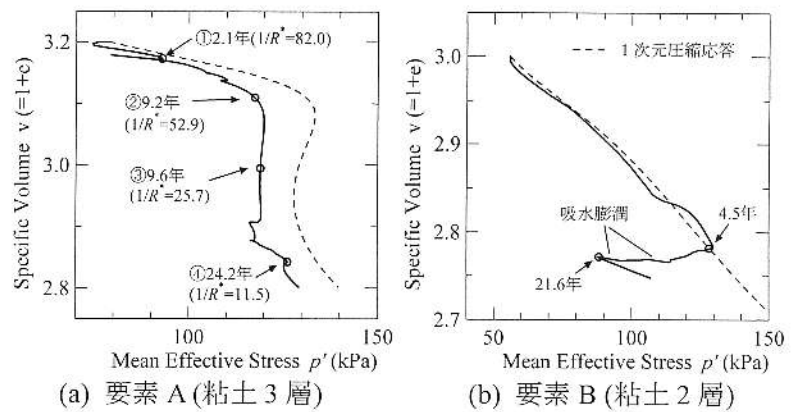 3.2
3.0
2.8
100
150
Specific Volume v (=1+c)
Mean Effective Stress p′(kPa)
①2.1年(1/R*=82.0)
②9.2年
(1/R*=52.9)
③9.6年
(1/R*=25.7)
④24.2年
(1/R*=11.5)
(a) 要素 A (粘土 3 層)
3.0
2.9
2.8
2.7
50
100
150
Specific Volume v (=1+e)
Mean Effective Stress p′(kPa)
1 次元圧縮応答
吸水膨潤
4.5年
21.6年
(b) 要素 B (粘土 2 層)